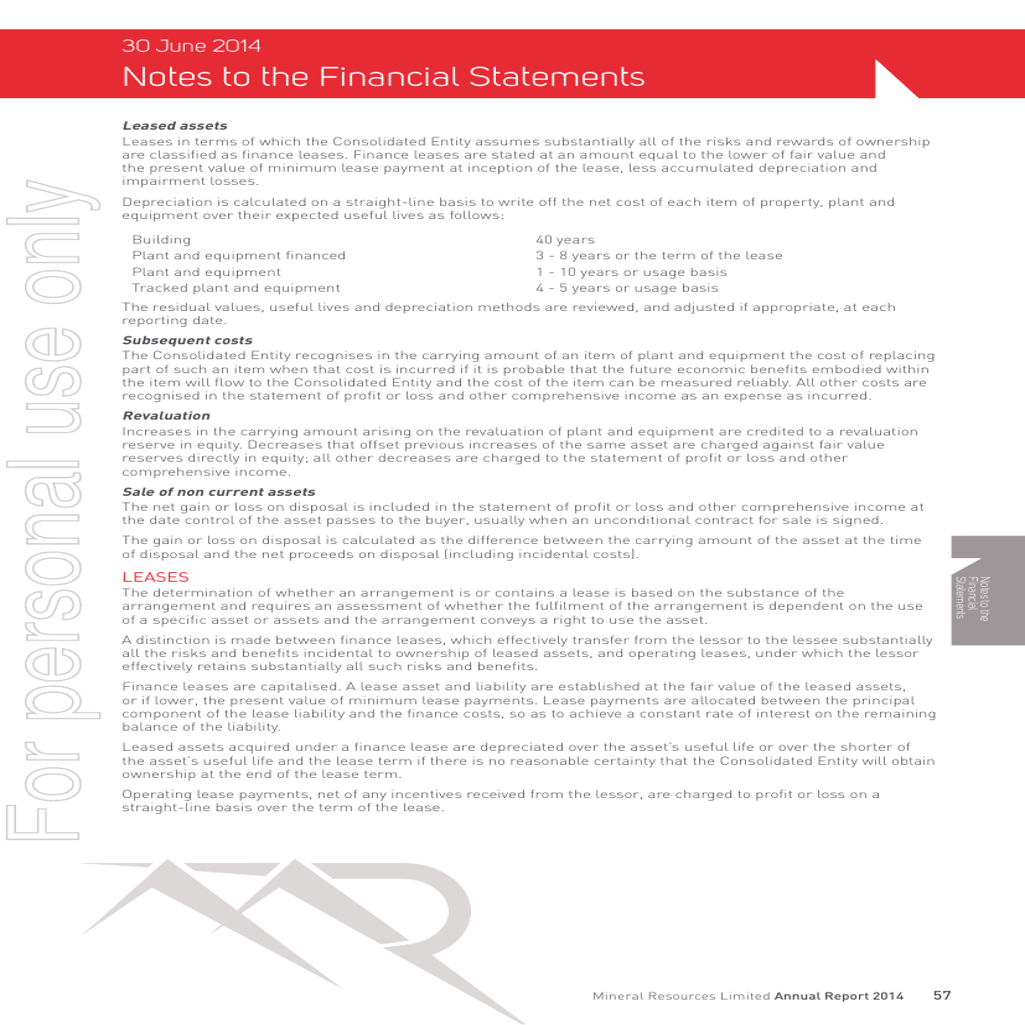 30 June 2014
Notes to the Financial Statements
Leased assets
Leases in terms of which the Consolidated Entity assumes substantially all of the risks and rewards of ownership
are classified as finance leases. Finance leases are stated at an amount equal to the lower of fair value and
the present value of minimum lease payment at inception of the lease, less accumulated depreciation and
impairment losses.
Depreciation is calculated on a straight-line basis to write off the net cost of each item of property, plant and
equipment over their expected useful lives as follows:
Building 40 years
Plant and equipment financed 3 - 8 years or the term of the lease
Plant and equipment 1 - 10 years or usage basis
Tracked plant and equipment 4 - 5 years or usage basis
The residual values, useful lives and depreciation methods are reviewed, and adjusted if appropriate, at each
reporting date.
Subsequent costs
The Consolidated Entity recognises in the carrying amount of an item of plant and equipment the cost of replacing
part of such an item when that cost is incurred if it is probable that the future economic benefits embodied within
the item will flow to the Consolidated Entity and the cost of the item can be measured reliably. All other costs are
recognised in the statement of profit or loss and other comprehensive income as an expense as incurred.
Revaluation
Increases in the carrying amount arising on the revaluation of plant and equipment are credited to a revaluation
reserve in equity. Decreases that offset previous increases of the same asset are charged against fair value
reserves directly in equity; all other decreases are charged to the statement of profit or loss and other
comprehensive income.
Sale of non current assets
The net gain or loss on disposal is included in the statement of profit or loss and other comprehensive income at
the date control of the asset passes to the buyer, usually when an unconditional contract for sale is signed.
The gain or loss on disposal is calculated as the difference between the carrying amount of the asset at the time
of disposal and the net proceeds on disposal (including incidental costs).
LEASES
The determination of whether an arrangement is or contains a lease is based on the substance of the
arrangement and requires an assessment of whether the fulfilment of the arrangement is dependent on the use
of a specific asset or assets and the arrangement conveys a right to use the asset.
A distinction is made between finance leases, which effectively transfer from the lessor to the lessee substantially
all the risks and benefits incidental to ownership of leased assets, and operating leases, under which the lessor
effectively retains substantially all such risks and benefits.
Finance leases are capitalised. A lease asset and liability are established at the fair value of the leased assets,
or if lower, the present value of minimum lease payments. Lease payments are allocated between the principal
component of the lease liability and the finance costs, so as to achieve a constant rate of interest on the remaining
balance of the liability.
Leased assets acquired under a finance lease are depreciated over the asset's useful life or over the shorter of
the asset's useful life and the lease term if there is no reasonable certainty that the Consolidated Entity will obtain
ownership at the end of the lease term.
Operating lease payments, net of any incentives received from the lessor, are charged to profit or loss on a
straight-line basis over the term of the lease.
For personal use only
Notes to the
Financial
Statements
Mineral Resources Limited Annual Report 2014 57